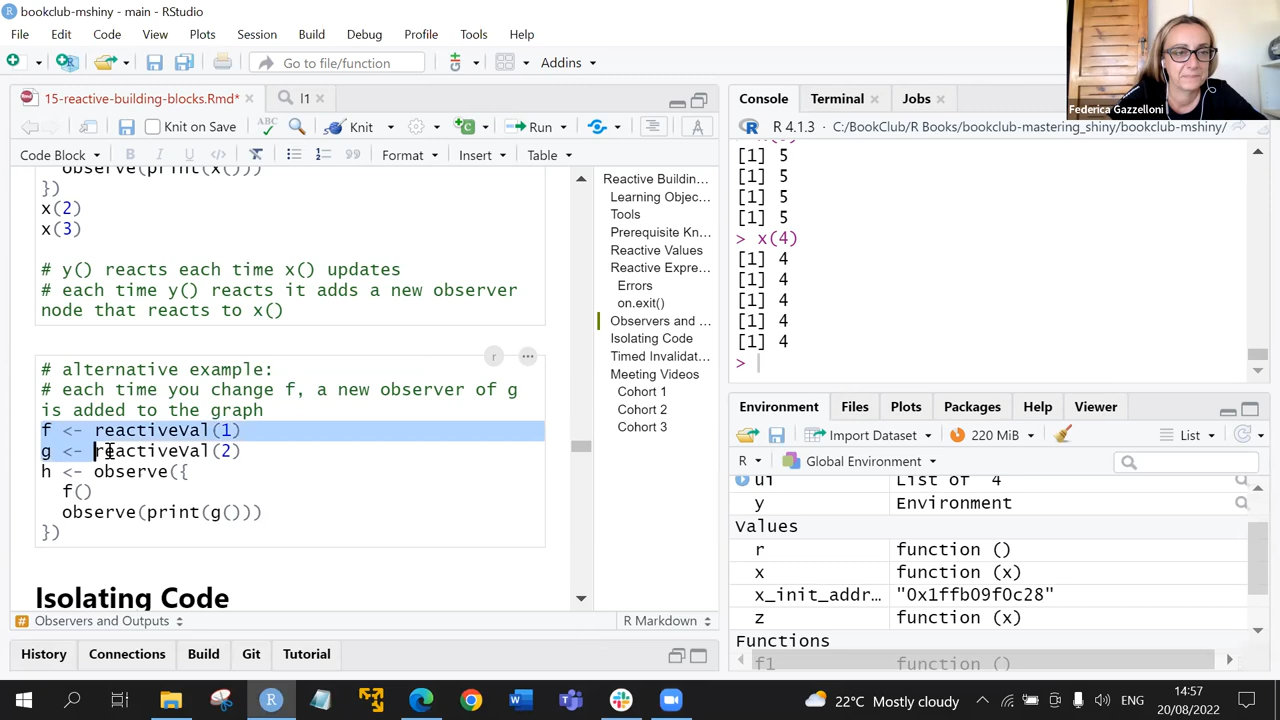 bookclub-mshiny - main - RStudio
File Edit Code View Plots Session Build Debug Profile Tools Help
Go to file/function Addins
15-reactive-building-blocks.Rmd* l1
Knit on Save ABC Knit Run
Code Block B I U Format Insert Table
observe(print(x()))
})
x(2)
x(3)
# y() reacts each time x() updates
# each time y() reacts it adds a new observer
node that reacts to x()
r
# alternative example:
# each time you change f, a new observer of g
is added to the graph
f <- reactiveVal(1)
g <- reactiveVal(2)
h <- observe({
f()
observe(print(g()))
})
Isolating Code
# Observers and Outputs R Markdown
Reactive Buildin...
Learning Objec...
Tools
Prerequisite Kn...
Reactive Values
Reactive Expre...
Errors
on.exit()
Observers and ...
Isolating Code
Timed Invalidat...
Meeting Videos
Cohort 1
Cohort 2
Cohort 3
History Connections Build Git Tutorial
Console Terminal Jobs
R 4.1.3 · C:/BookClub/R Books/bookclub-mastering_shiny/bookclub-mshiny/
[1] 5
[1] 5
[1] 5
[1] 5
> x(4)
[1] 4
[1] 4
[1] 4
[1] 4
[1] 4
>
Environment Files Plots Packages Help Viewer
Import Dataset 220 MiB List
R Global Environment
ui List of 4
y Environment
Values
r function ()
x function (x)
x_init_addr... "0x1ffb09f0c28"
z function (x)
Functions
f1 function ()
Federica Gazzelloni
22°C Mostly cloudy ENG 14:57
20/08/2022